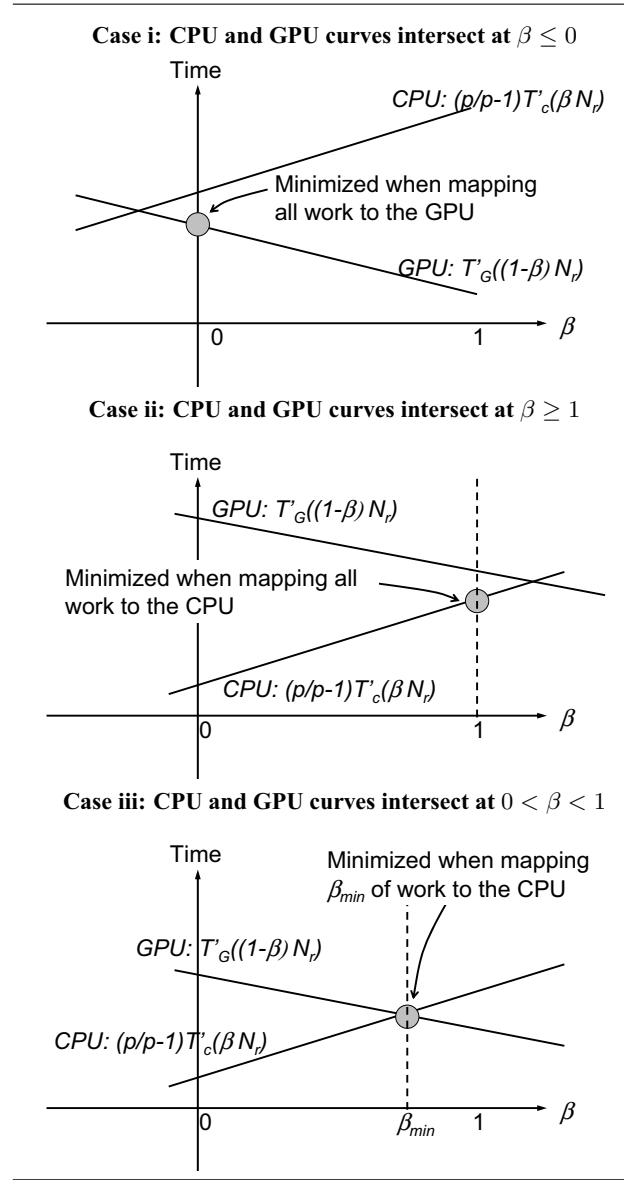 Case i: CPU and GPU curves intersect at β ≤ 0
Time
CPU: (p/p-1)T'c(β Nr)
Minimized when mapping
all work to the GPU
GPU: T'G((1-β) Nr)
0
1
β
Case ii: CPU and GPU curves intersect at β ≥ 1
Time
GPU: T'G((1-β) Nr)
Minimized when mapping all
work to the CPU
CPU: (p/p-1)T'c(β Nr)
0
1
β
Case iii: CPU and GPU curves intersect at 0 < β < 1
Time
Minimized when mapping
βmin of work to the CPU
GPU: T'G((1-β) Nr)
CPU: (p/p-1)T'c(β Nr)
0
βmin
1
β